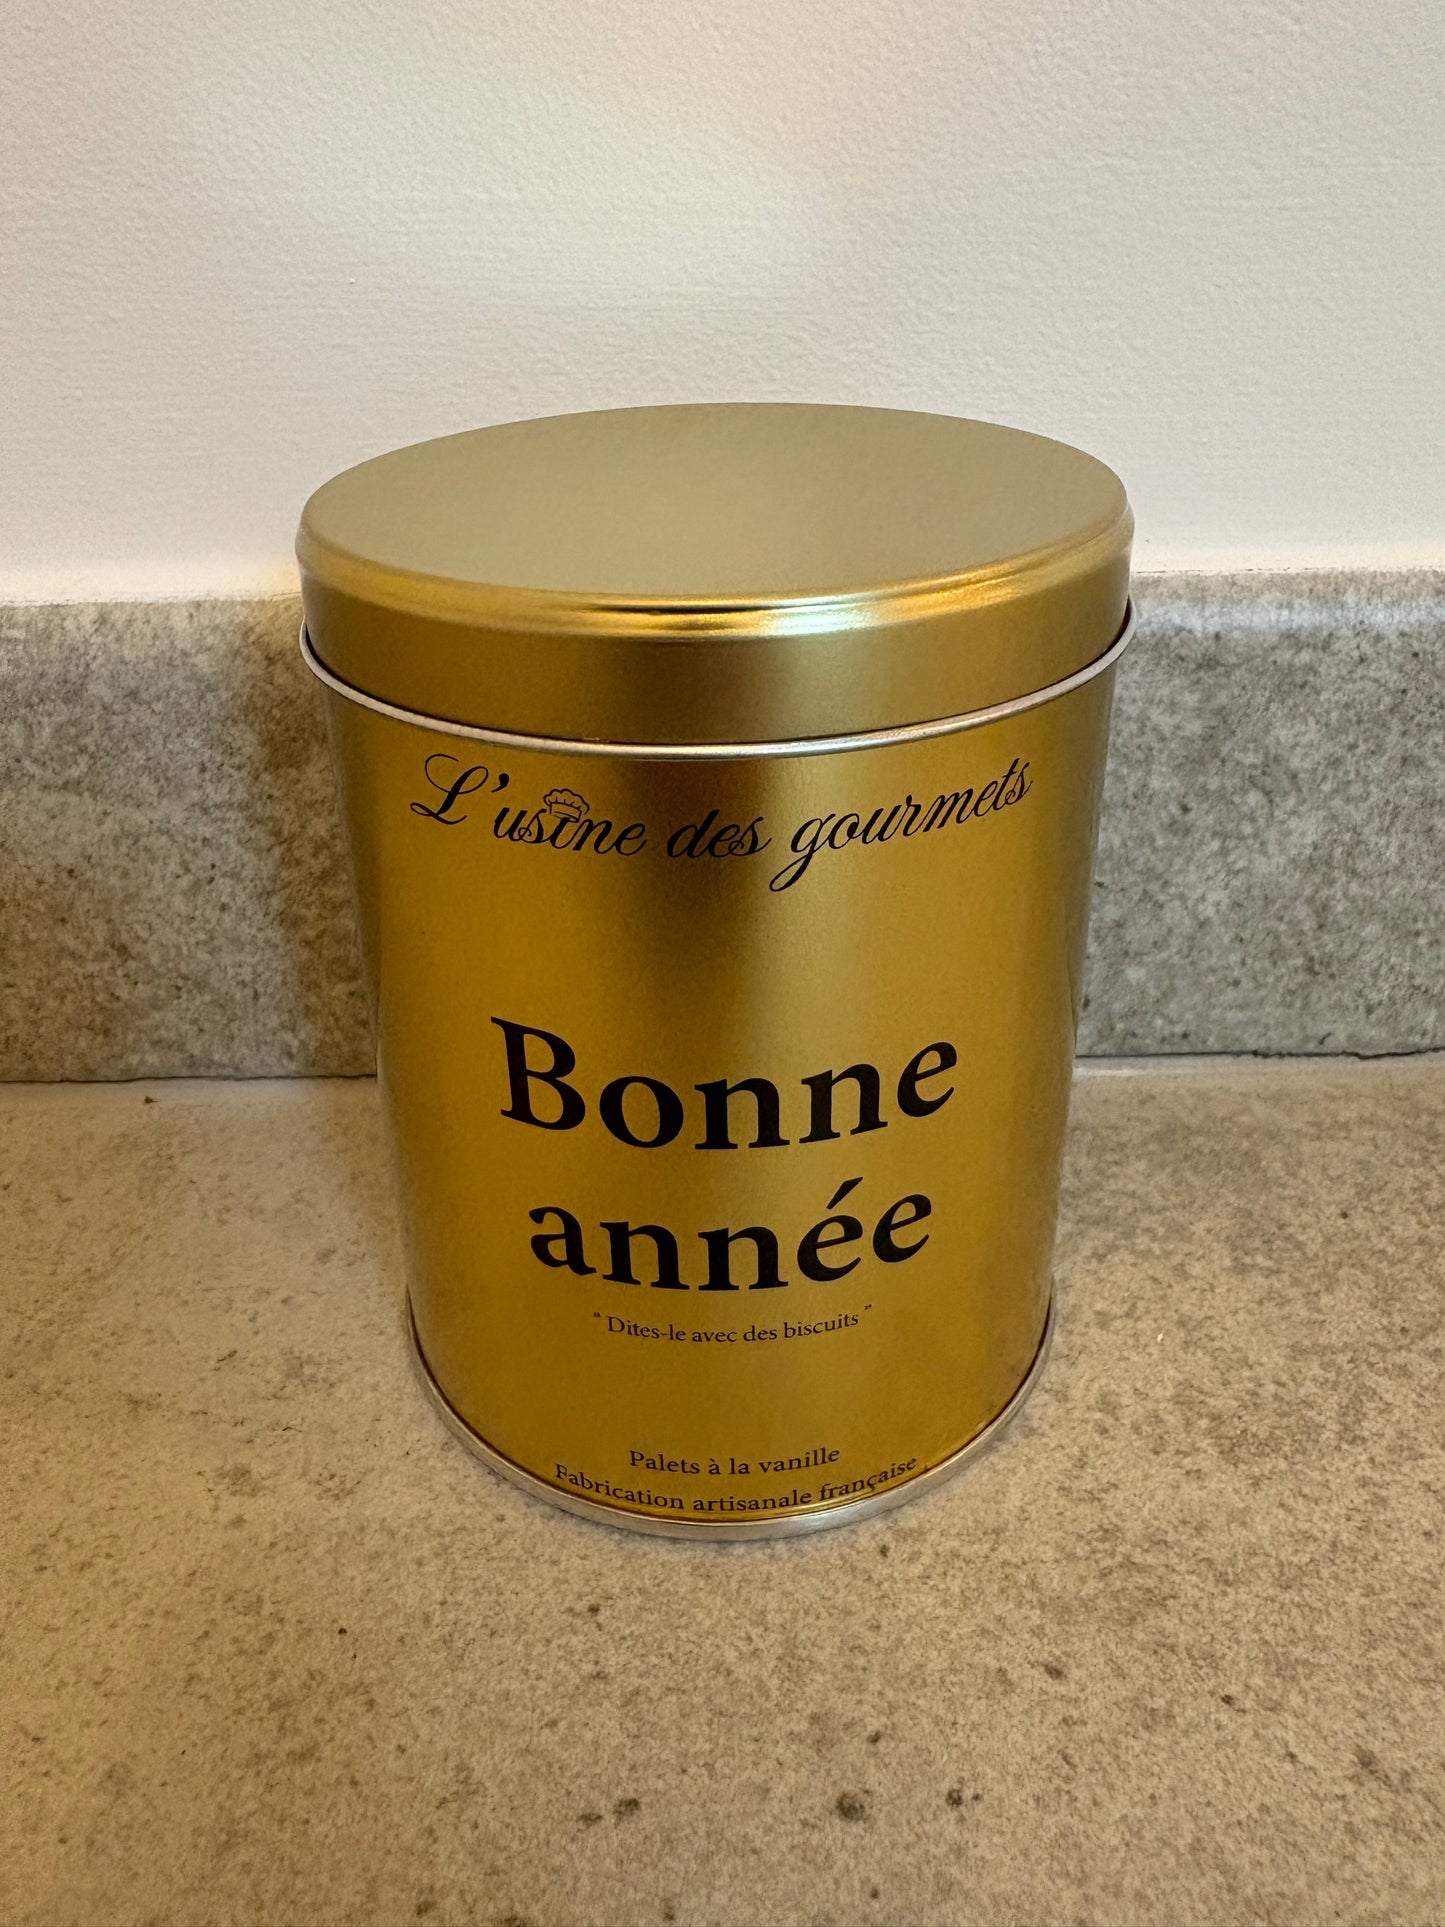 L'usine des gourmets
Bonne
année
“ Dites-le avec des biscuits ”
Palets à la vanille
Fabrication artisanale française